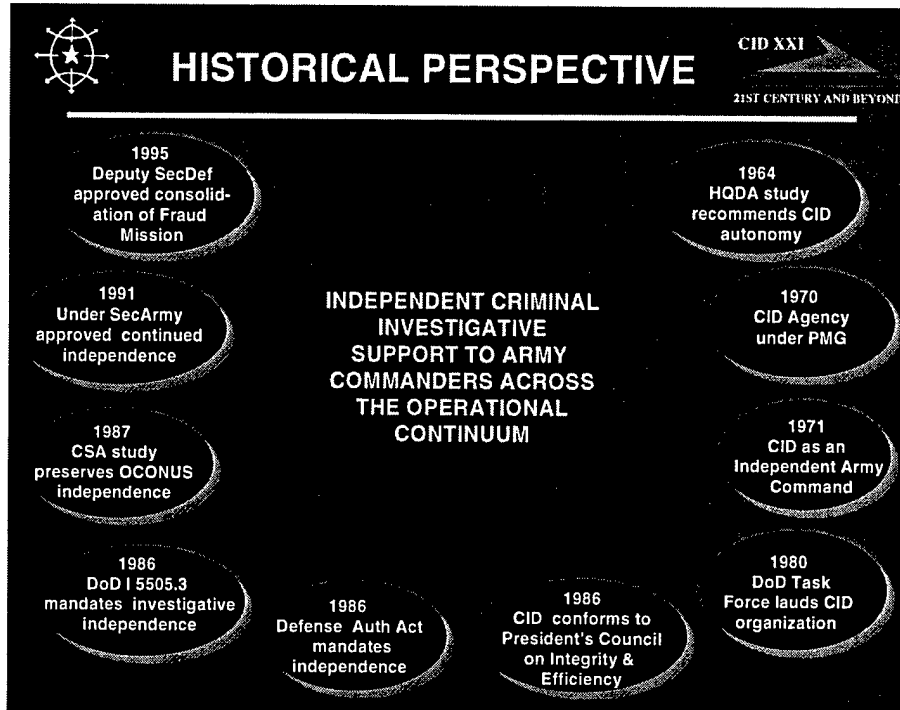 HISTORICAL PERSPECTIVE
CID XXI
21ST CENTURY AND BEYOND
1995
Deputy SecDef
approved consolid-
ation of Fraud
Mission
1964
HQDA study
recommends CID
autonomy
1991
Under SecArmy
approved continued
independence
INDEPENDENT CRIMINAL
INVESTIGATIVE
SUPPORT TO ARMY
COMMANDERS ACROSS
THE OPERATIONAL
CONTINUUM
1970
CID Agency
under PMG
1987
CSA study
preserves OCONUS
independence
1971
CID as an
Independent Army
Command
1986
DoD I 5505.3
mandates investigative
independence
1986
Defense Auth Act
mandates
independence
1986
CID conforms to
President's Council
on Integrity &
Efficiency
1980
DoD Task
Force lauds CID
organization